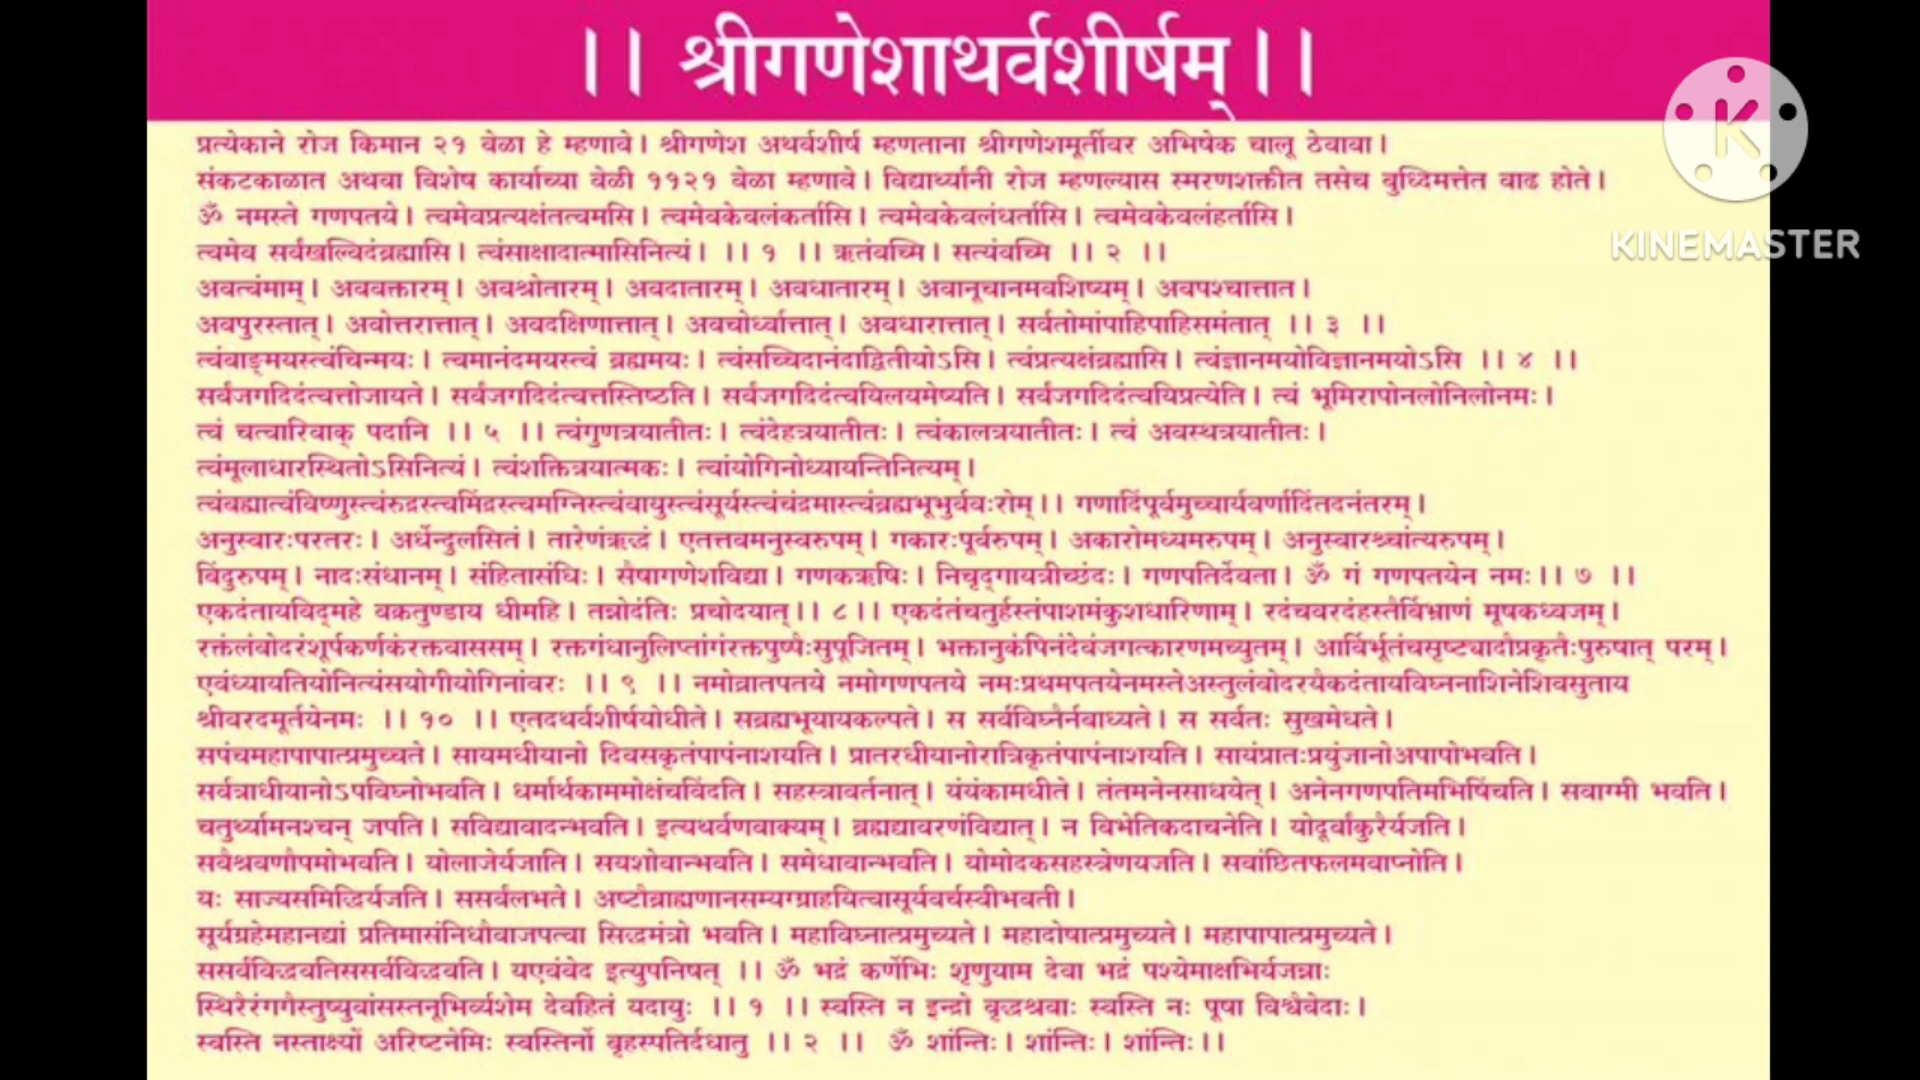 ।। श्रीगणेशाथर्वशीर्षम् ।।
प्रत्येकाने रोज किमान २१ वेळा हे म्हणावे । श्रीगणेश अथर्वशीर्ष म्हणताना श्रीगणेशमूर्तीवर अभिषेक चालू ठेवावा ।
संकटकाळात अथवा विशेष कार्याच्या वेळी ११२१ वेळा म्हणावे । विद्यार्थ्यांनी रोज म्हणल्यास स्मरणशक्तीत तसेच बुध्दिमत्तेत वाढ होते ।
ॐ नमस्ते गणपतये । त्वमेवप्रत्यक्षंतत्वमसि । त्वमेवकेवलंकर्तासि । त्वमेवकेवलंधर्तासि । त्वमेवकेवलंहर्तासि ।
त्वमेव सर्वंखल्विदंब्रह्मासि । त्वंसाक्षादात्मासिनित्यं । ।। १ ।। ऋतंवच्मि । सत्यंवच्मि ।। २ ।।
अवत्वंमाम् । अववक्तारम् । अवश्रोतारम् । अवदातारम् । अवधातारम् । अवानूचानमवशिष्यम् । अवपश्चात्तात ।
अवपुरस्तात् । अवोत्तरात्तात् । अवदक्षिणात्तात् । अवचोर्ध्वात्तात् । अवधारात्तात् । सर्वतोमांपाहिपाहिसमंतात् ।। ३ ।।
त्वंवाङ्मयस्त्वंचिन्मयः । त्वमानंदमयस्त्वं ब्रह्ममयः । त्वंसच्चिदानंदाद्वितीयोऽसि । त्वंप्रत्यक्षंब्रह्मासि । त्वंज्ञानमयोविज्ञानमयोऽसि ।। ४ ।।
सर्वंजगदिदंत्वत्तोजायते । सर्वंजगदिदंत्वत्तस्तिष्ठति । सर्वंजगदिदंत्वयिलयमेष्यति । सर्वंजगदिदंत्वयिप्रत्येति । त्वं भूमिरापोनलोनिलोनमः ।
त्वं चत्वारिवाक् पदानि ।। ५ ।। त्वंगुणत्रयातीतः । त्वंदेहत्रयातीतः । त्वंकालत्रयातीतः । त्वं अवस्थत्रयातीतः ।
त्वंमूलाधारस्थितोऽसिनित्यं । त्वंशक्तित्रयात्मकः । त्वांयोगिनोध्यायन्तिनित्यम् ।
त्वंवह्यात्वंविष्णुस्त्वंरुद्रस्त्वमिंद्रस्त्वमग्निस्त्वंवायुस्त्वंसूर्यस्त्वंचंद्रमास्त्वंब्रह्मभूभुर्ववःरोम् ।। गणादिंपूर्वमुच्चार्यवर्णादिंतदनंतरम् ।
अनुस्वारःपरतरः । अर्धेन्दुलसितं । तारेणंऋद्धं । एतत्तवमनुस्वरुपम् । गकारःपूर्वरुपम् । अकारोमध्यमरुपम् । अनुस्वारश्चांत्यरुपम् ।
बिंदुरुपम् । नादःसंधानम् । संहितासंधिः । सैषागणेशविद्या । गणकऋषिः । निचृद्गायत्रीच्छंदः । गणपतिर्देवता । ॐ गं गणपतयेन नमः ।। ७ ।।
एकदंतायविद्महे वक्रतुण्डाय धीमहि । तन्नोदंतिः प्रचोदयात् ।। ८ ।। एकदंतंचतुर्हस्तंपाशमंकुशधारिणाम् । रदंचवरदंहस्तैर्बिभ्राणं मूषकध्वजम् ।
रक्तंलंबोदरंशूर्पकर्णकंरक्तवाससम् । रक्तगंधानुलिप्तांगंरक्तपुष्पैःसुपूजितम् । भक्तानुकंपिनंदेवंजगत्कारणमच्युतम् । आर्विभूतंचसृष्ट्यादौप्रकृतैःपुरुषात् परम् ।
एवंध्यायतियोनित्यंसयोगीयोगिनांवरः ।। ९ ।। नमोव्रातपतये नमोगणपतये नमःप्रथमपतयेनमस्तेअस्तुलंबोदरयैकदंतायविघ्ननाशिनेशिवसुताय
श्रीवरदमूर्तयेनमः ।। १० ।। एतदथर्वशीर्षयोधीते । सब्रह्मभूयायकल्पते । स सर्वविघ्नैर्नबाध्यते । स सर्वतः सुखमेधते ।
सपंचमहापापात्प्रमुच्यते । सायमधीयानो दिवसकृतंपापंनाशयति । प्रातरधीयानोरात्रिकृतंपापंनाशयति । सायंप्रातःप्रयुंजानोअपापोभवति ।
सर्वत्राधीयानोऽपविघ्नोभवति । धर्मार्थकाममोक्षंचविंदति । सहस्त्रावर्तनात् । यंयंकामधीते । तंतमनेनसाधयेत् । अनेनगणपतिमभिषिंचति । सवाग्मी भवति ।
चतुर्थ्यामनश्चन् जपति । सविद्यावादन्भवति । इत्यथर्वणवाक्यम् । ब्रह्मद्यावरणंविद्यात् । न विभेतिकदाचनेति । योदूर्वांकुरैर्यजति ।
सवैश्रवणौपमोभवति । योलाजेर्यजाति । सयशोवान्भवति । समेधावान्भवति । योमोदकसहस्त्रेणयजति । सवांछितफलमवाप्नोति ।
यः साज्यसमिद्भिर्यजति । ससर्वंलभते । अष्टौब्राह्मणानसम्यग्ग्राहयित्वासूर्यवर्चस्वीभवती ।
सूर्यग्रहेमहानद्यां प्रतिमासंनिधौवाजपत्वा सिद्धमंत्रो भवति । महाविघ्नात्प्रमुच्यते । महादोषात्प्रमुच्यते । महापापात्प्रमुच्यते ।
ससर्वविद्भवतिससर्वविद्भवति । यएवंवेद इत्युपनिषत् ।। ॐ भद्रं कर्णेभिः शृणुयाम देवा भद्रं पश्येमाक्षभिर्यजन्नाः
स्थिरैरंगगैस्तुष्युवांसस्तनूभिर्व्यशेम देवहितं यदायुः ।। १ ।। स्वस्ति न इन्द्रो वृद्धश्रवाः स्वस्ति नः पूषा विश्वैवेदाः ।
स्वस्ति नस्ताक्ष्यों अरिष्टनेमिः स्वस्तिर्नो बृहस्पतिर्दधातु ।। २ ।। ॐ शांन्तिः । शांन्तिः । शांन्तिः ।।
KINEMASTER